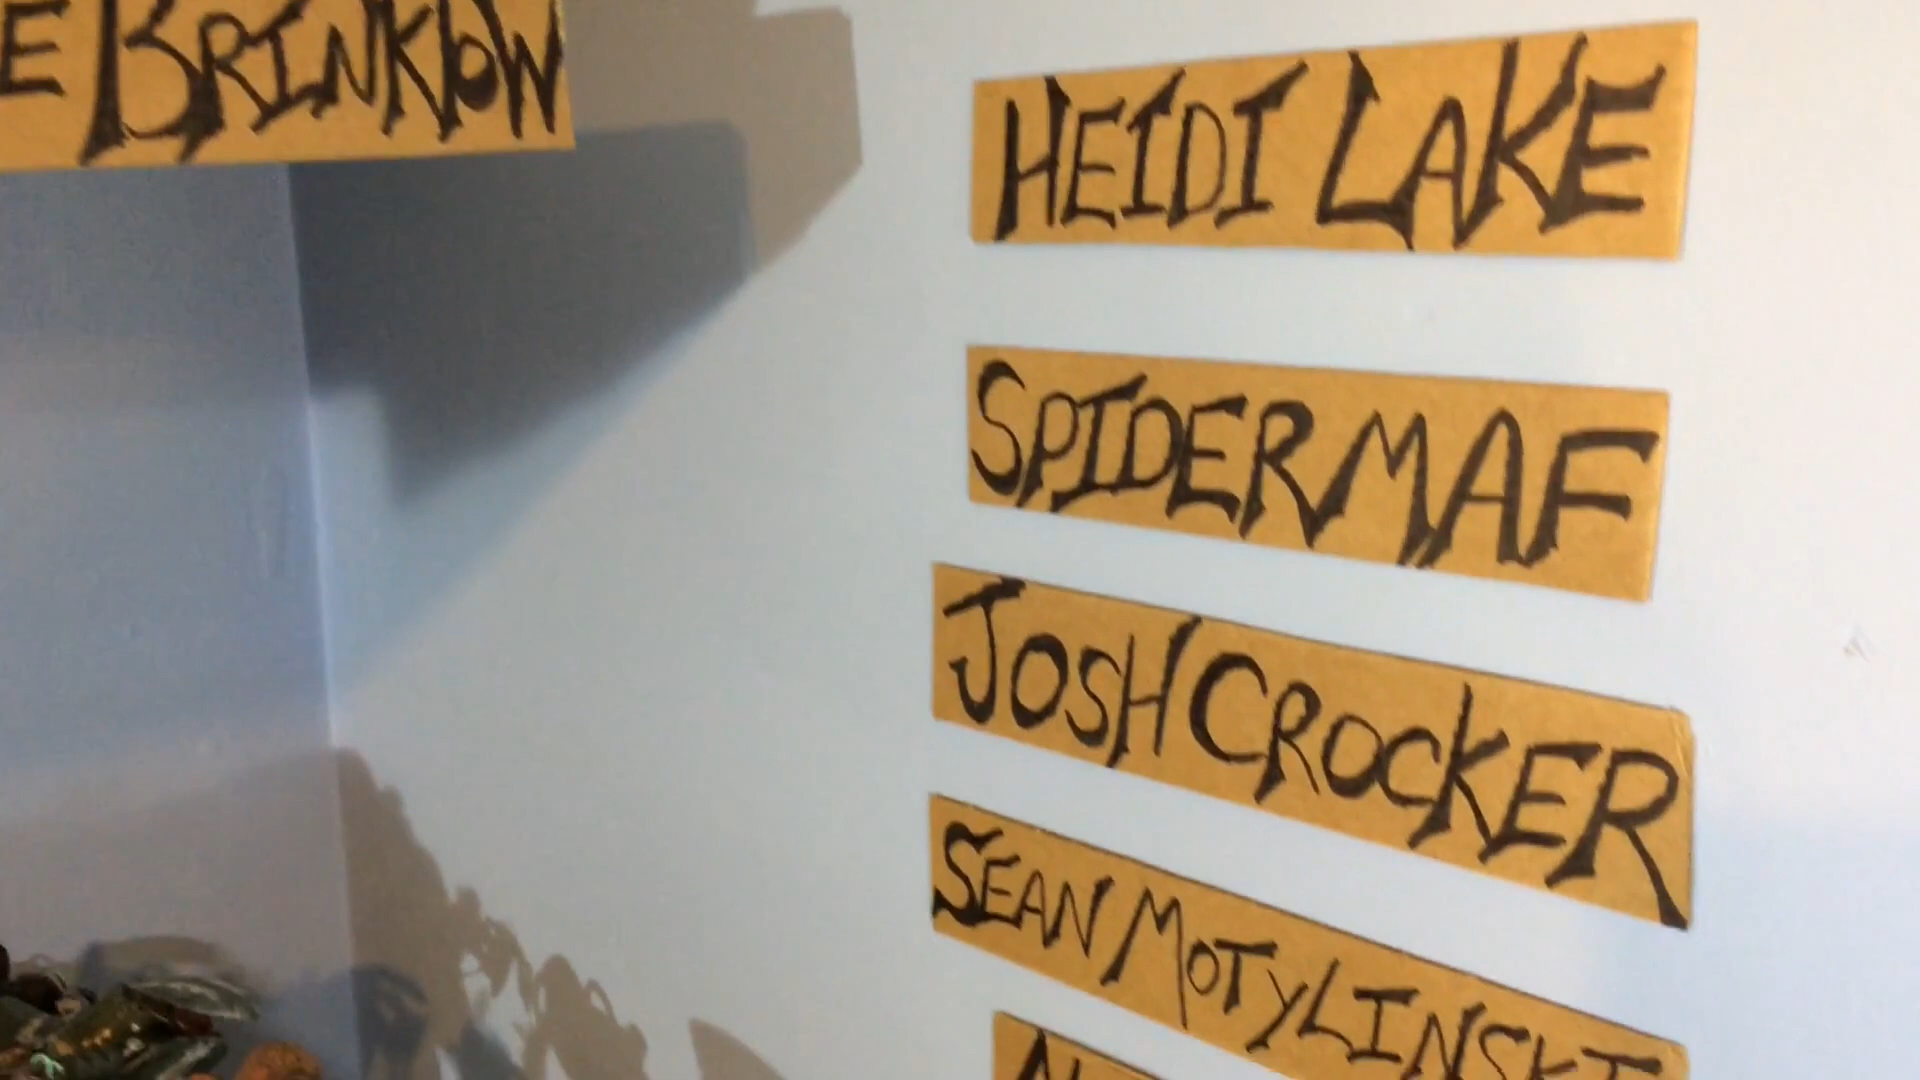 E BRINKLOW
HEIDI LAKE
SPIDERMAF
JOSH CROCKER
SEAN MOTYLINSKI